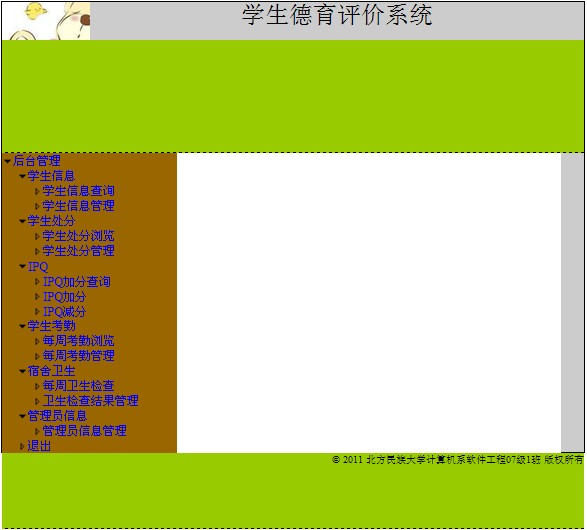 学生德育评价系统
后台管理
学生信息
学生信息查询
学生信息管理
学生处分
学生处分浏览
学生处分管理
IPQ
IPQ加分查询
IPQ加分
IPQ减分
学生考勤
每周考勤浏览
每周考勤管理
宿舍卫生
每周卫生检查
卫生检查结果管理
管理员信息
管理员信息管理
退出
© 2011 北方民族大学计算机系软件工程07级1班 版权所有